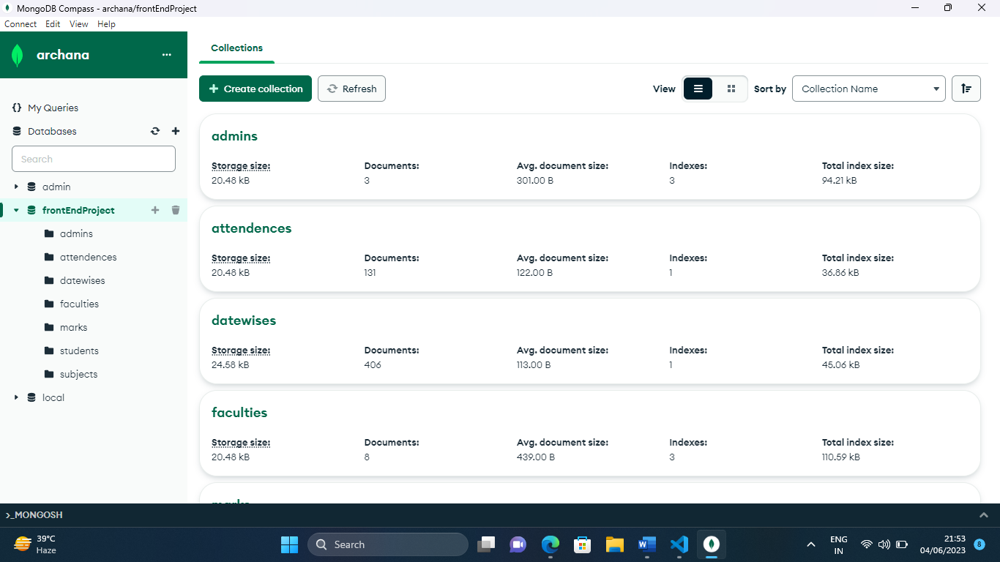 MongoDB Compass - archana/frontEndProject
Connect Edit View Help
archana
My Queries
Databases
Search
admin
frontEndProject
admins
attendences
datewises
faculties
marks
students
subjects
local
Collections
Create collection Refresh View Sort by Collection Name
admins
Storage size: Documents: Avg. document size: Indexes: Total index size:
20.48 kB 3 301.00 B 3 94.21 kB
attendences
Storage size: Documents: Avg. document size: Indexes: Total index size:
20.48 kB 131 122.00 B 1 36.86 kB
datewises
Storage size: Documents: Avg. document size: Indexes: Total index size:
24.58 kB 406 113.00 B 1 45.06 kB
faculties
Storage size: Documents: Avg. document size: Indexes: Total index size:
20.48 kB 8 439.00 B 3 110.59 kB
marks
>_MONGOSH
39°C
Haze
Search
ENG
IN
21:53
04/06/2023
8